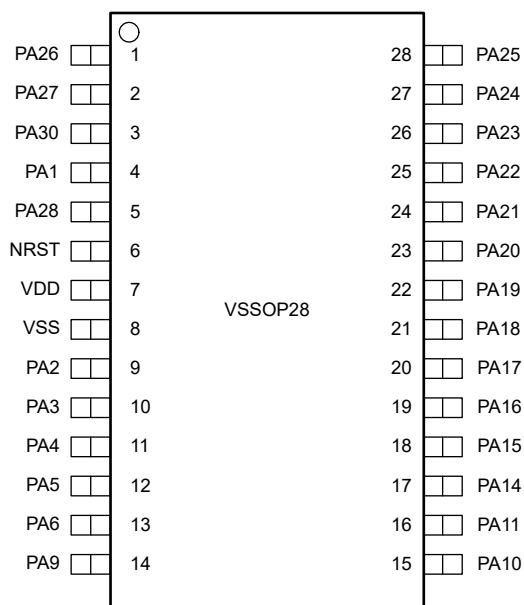 PA26 1 28 PA25
PA27 2 27 PA24
PA30 3 26 PA23
PA1 4 25 PA22
PA28 5 24 PA21
NRST 6 23 PA20
VDD 7 22 PA19
VSSOP28
VSS 8 21 PA18
PA2 9 20 PA17
PA3 10 19 PA16
PA4 11 18 PA15
PA5 12 17 PA14
PA6 13 16 PA11
PA9 14 15 PA10